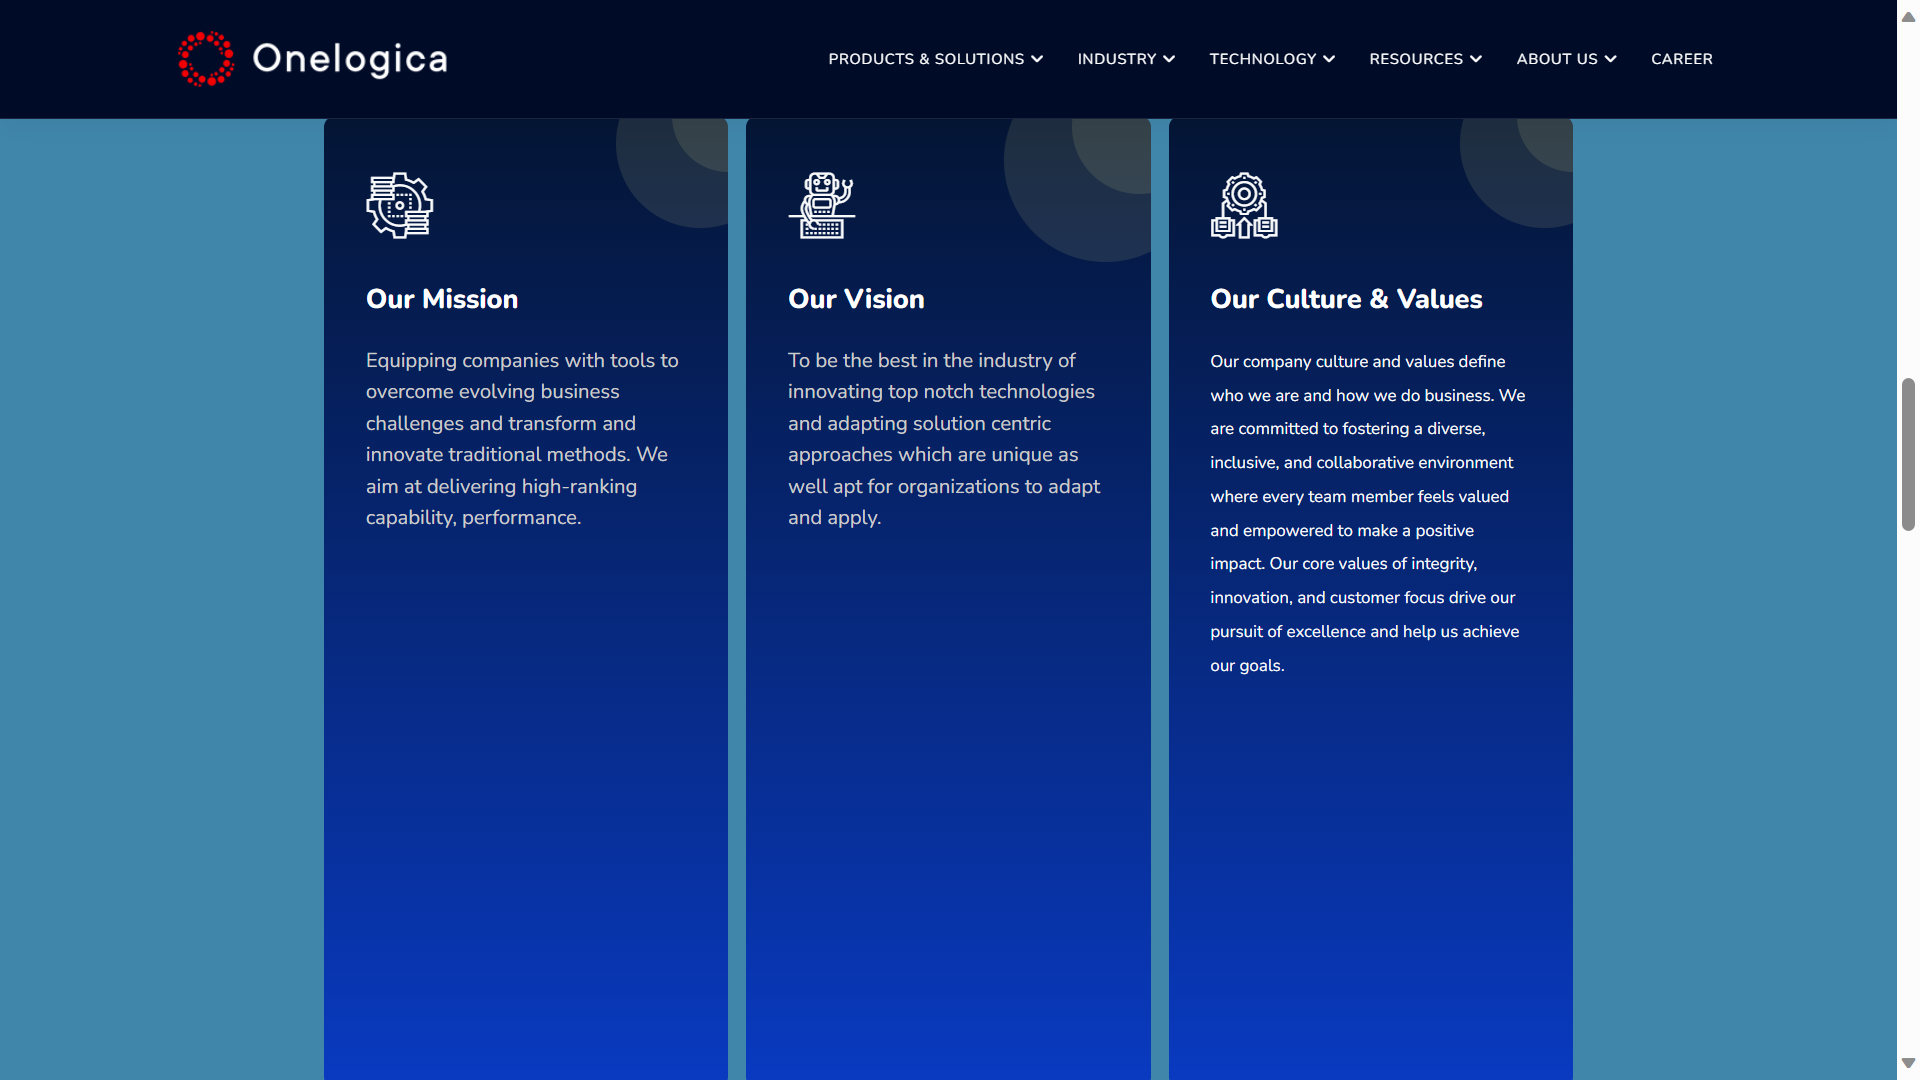 Onelogica
PRODUCTS & SOLUTIONS
INDUSTRY
TECHNOLOGY
RESOURCES
ABOUT US
CAREER
Our Mission
Equipping companies with tools to
overcome evolving business
challenges and transform and
innovate traditional methods. We
aim at delivering high-ranking
capability, performance.
Our Vision
To be the best in the industry of
innovating top notch technologies
and adapting solution centric
approaches which are unique as
well apt for organizations to adapt
and apply.
Our Culture & Values
Our company culture and values define
who we are and how we do business. We
are committed to fostering a diverse,
inclusive, and collaborative environment
where every team member feels valued
and empowered to make a positive
impact. Our core values of integrity,
innovation, and customer focus drive our
pursuit of excellence and help us achieve
our goals.